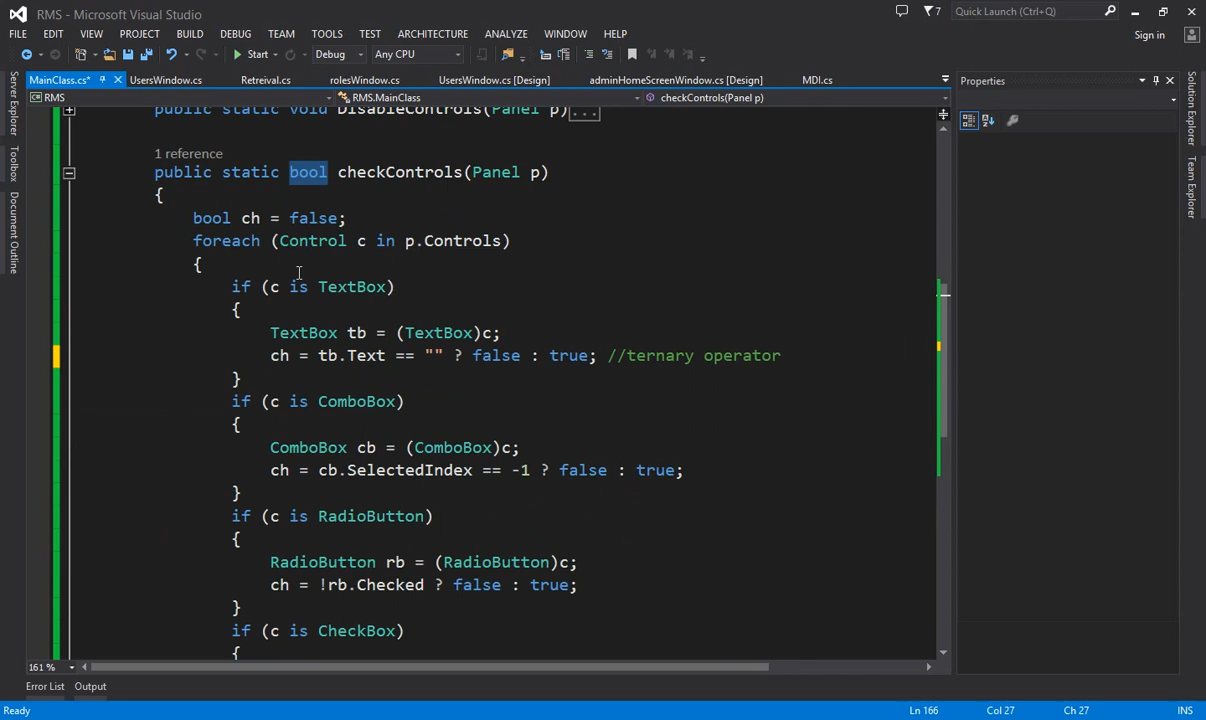 RMS - Microsoft Visual Studio
7
Quick Launch (Ctrl+Q)
FILE EDIT VIEW PROJECT BUILD DEBUG TEAM TOOLS TEST ARCHITECTURE ANALYZE WINDOW HELP
Sign in
Start Debug Any CPU
MainClass.cs* UsersWindow.cs Retreival.cs rolesWindow.cs UsersWindow.cs [Design] adminHomeScreenWindow.cs [Design] MDI.cs
Properties
RMS RMS.MainClass checkControls(Panel p)
Server Explorer
Toolbox
Document Outline
Solution Explorer
Team Explorer
public static void DisableControls(Panel p)...
1 reference
public static bool checkControls(Panel p)
{
bool ch = false;
foreach (Control c in p.Controls)
{
if (c is TextBox)
{
TextBox tb = (TextBox)c;
ch = tb.Text == "" ? false : true; //ternary operator
}
if (c is ComboBox)
{
ComboBox cb = (ComboBox)c;
ch = cb.SelectedIndex == -1 ? false : true;
}
if (c is RadioButton)
{
RadioButton rb = (RadioButton)c;
ch = !rb.Checked ? false : true;
}
if (c is CheckBox)
{
161 %
Error List Output
Ready Ln 166 Col 27 Ch 27 INS